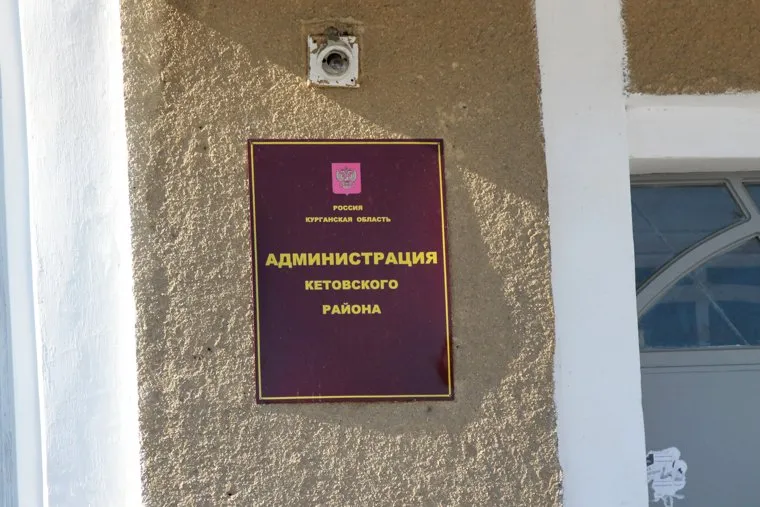 РОССИЯ
КУРГАНСКАЯ ОБЛАСТЬ
АДМИНИСТРАЦИЯ
КЕТОВСКОГО
РАЙОНА